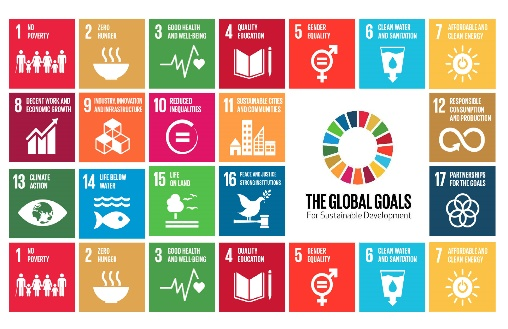 1 NO
POVERTY
2 ZERO
HUNGER
3 GOOD HEALTH
AND WELL-BEING
4 QUALITY
EDUCATION
5 GENDER
EQUALITY
6 CLEAN WATER
AND SANITATION
7 AFFORDABLE AND
CLEAN ENERGY
8 DECENT WORK AND
ECONOMIC GROWTH
9 INDUSTRY, INNOVATION
AND INFRASTRUCTURE
10 REDUCED
INEQUALITIES
11 SUSTAINABLE CITIES
AND COMMUNITIES
12 RESPONSIBLE
CONSUMPTION
AND PRODUCTION
13 CLIMATE
ACTION
14 LIFE BELOW
WATER
15 LIFE
ON LAND
16 PEACE AND JUSTICE
STRONG INSTITUTIONS
THE GLOBAL GOALS
For Sustainable Development
17 PARTNERSHIPS
FOR THE GOALS
1 NO
POVERTY
2 ZERO
HUNGER
3 GOOD HEALTH
AND WELL-BEING
4 QUALITY
EDUCATION
5 GENDER
EQUALITY
6 CLEAN WATER
AND SANITATION
7 AFFORDABLE AND
CLEAN ENERGY